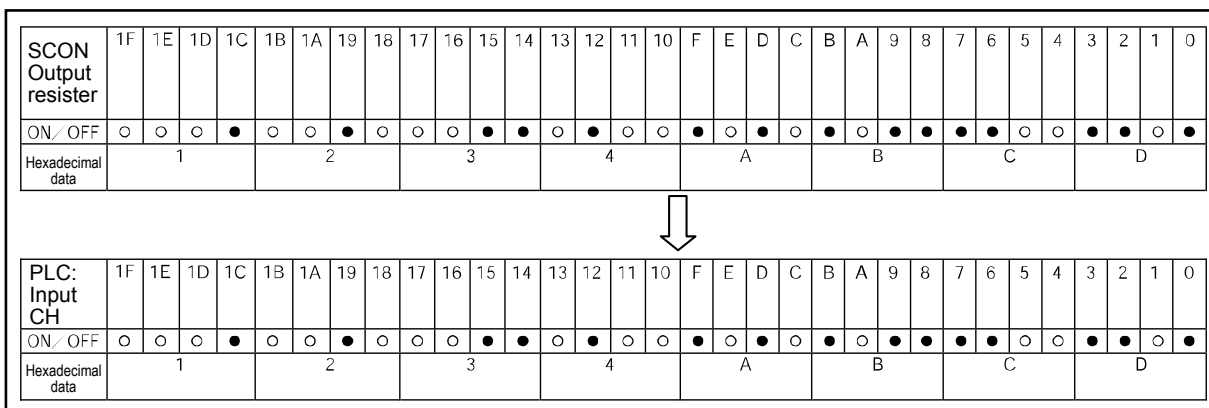 SCON Output resister 1F 1E 1D 1C 1B 1A 19 18 17 16 15 14 13 12 11 10 F E D C B A 9 8 7 6 5 4 3 2 1 0
ON/OFF ○ ○ ○ ● ○ ○ ● ○ ○ ○ ● ● ○ ● ○ ○ ● ○ ● ○ ● ○ ● ● ● ● ○ ○ ● ● ○ ●
Hexadecimal data 1 2 3 4 A B C D
PLC: Input CH 1F 1E 1D 1C 1B 1A 19 18 17 16 15 14 13 12 11 10 F E D C B A 9 8 7 6 5 4 3 2 1 0
ON/OFF ○ ○ ○ ● ○ ○ ● ○ ○ ○ ● ● ○ ● ○ ○ ● ○ ● ○ ● ○ ● ● ● ● ○ ○ ● ● ○ ●
Hexadecimal data 1 2 3 4 A B C D